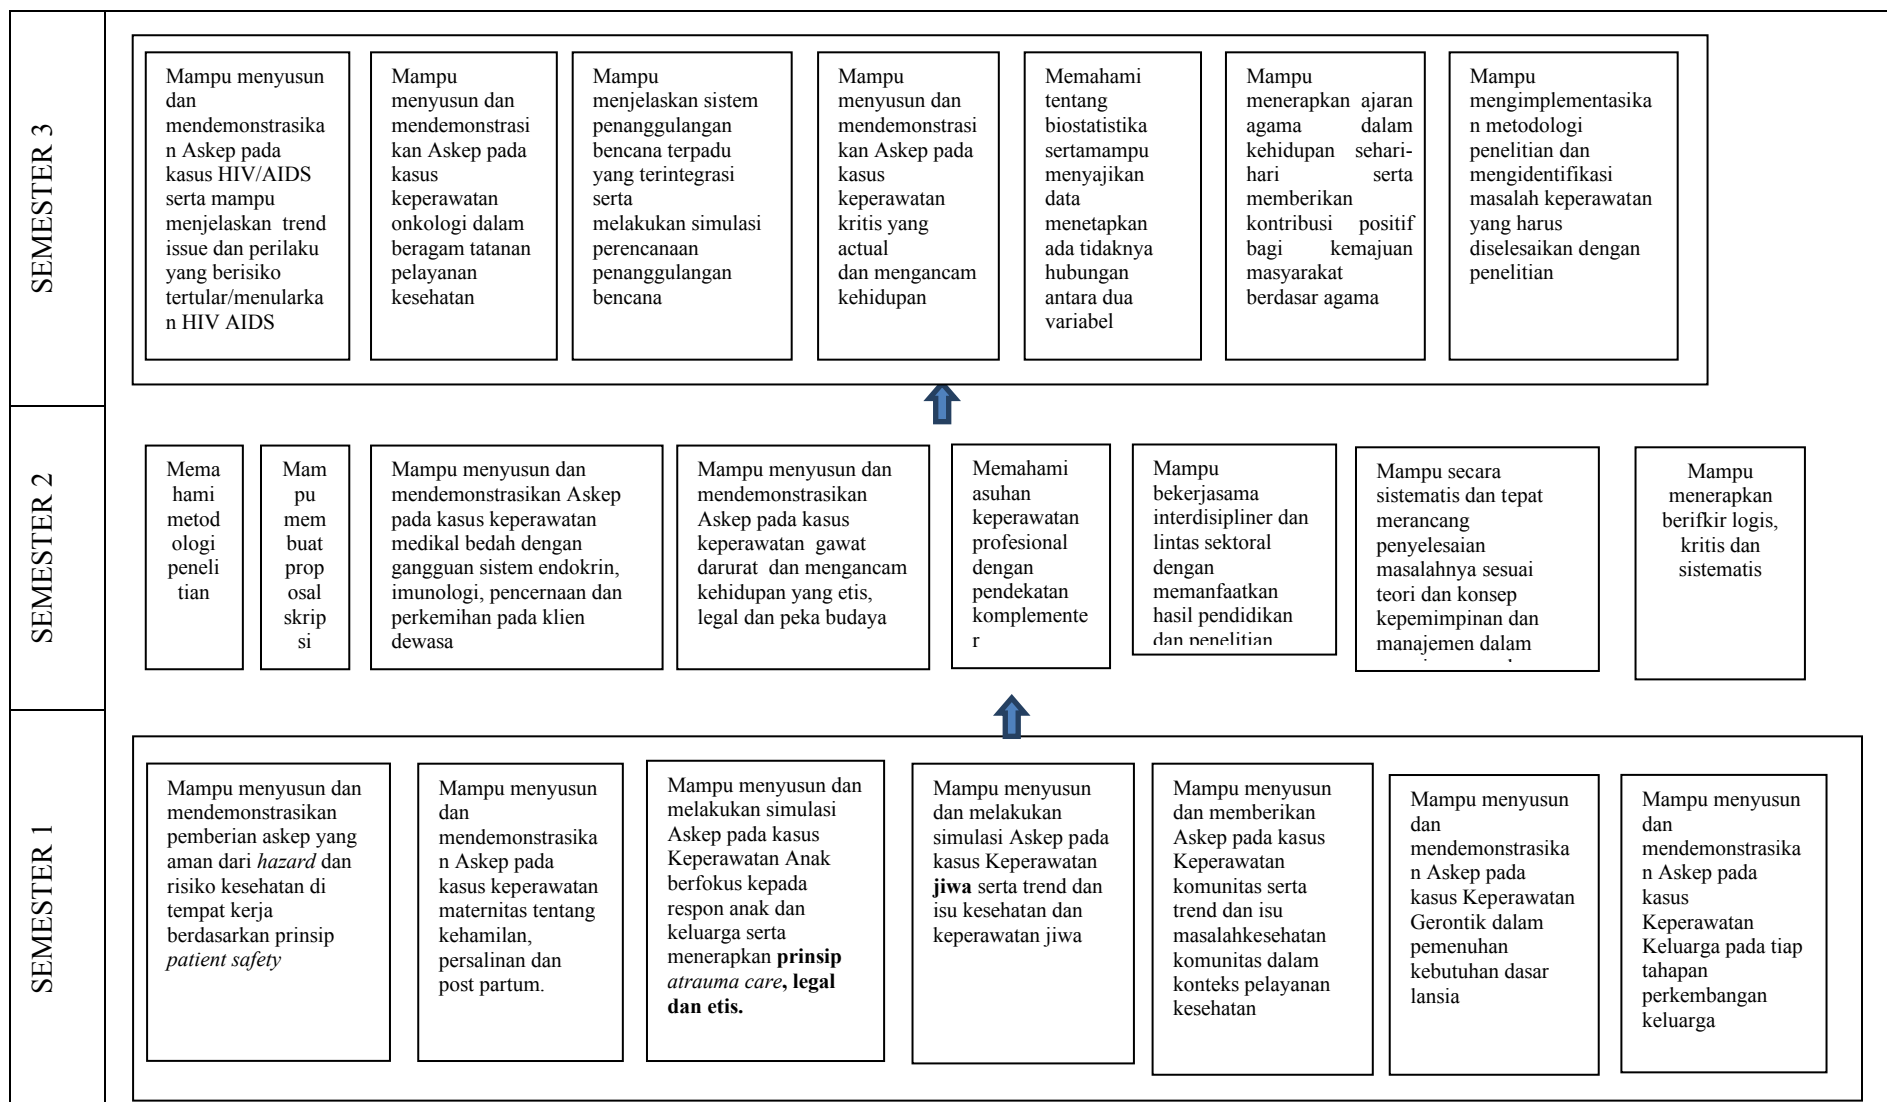 SEMESTER 3
Mampu menyusun
dan
mendemonstrasika
n Askep pada
kasus HIV/AIDS
serta mampu
menjelaskan trend
issue dan perilaku
yang berisiko
tertular/menularka
n HIV AIDS
Mampu
menyusun dan
mendemonstrasi
kan Askep pada
kasus
keperawatan
onkologi dalam
beragam tatanan
pelayanan
kesehatan
Mampu
menjelaskan sistem
penanggulangan
bencana terpadu
yang terintegrasi
serta
melakukan simulasi
perencanaan
penanggulangan
bencana
Mampu
menyusun dan
mendemonstrasi
kan Askep pada
kasus
keperawatan
kritis yang
actual
dan mengancam
kehidupan
Memahami
tentang
biostatistika
sertamampu
menyajikan
data
menetapkan
ada tidaknya
hubungan
antara dua
variabel
Mampu
menerapkan ajaran
agama dalam
kehidupan sehari-
hari serta
memberikan
kontribusi positif
bagi kemajuan
masyarakat
berdasar agama
Mampu
mengimplementasika
n metodologi
penelitian dan
mengidentifikasi
masalah keperawatan
yang harus
diselesaikan dengan
penelitian
SEMESTER 2
Mema
hami
metod
ologi
peneli
tian
Mam
pu
mem
buat
prop
osal
skrip
si
Mampu menyusun dan
mendemonstrasikan Askep
pada kasus keperawatan
medikal bedah dengan
gangguan sistem endokrin,
imunologi, pencernaan dan
perkemihan pada klien
dewasa
Mampu menyusun dan
mendemonstrasikan
Askep pada kasus
keperawatan gawat
darurat dan mengancam
kehidupan yang etis,
legal dan peka budaya
Memahami
asuhan
keperawatan
profesional
dengan
pendekatan
komplemente
r
Mampu
bekerjasama
interdisipliner dan
lintas sektoral
dengan
memanfaatkan
hasil pendidikan
dan penelitian
Mampu secara
sistematis dan tepat
merancang
penyelesaian
masalahnya sesuai
teori dan konsep
kepemimpinan dan
manajemen dalam
Mampu
menerapkan
berifkir logis,
kritis dan
sistematis
SEMESTER 1
Mampu menyusun dan
mendemonstrasikan
pemberian askep yang
aman dari hazard dan
risiko kesehatan di
tempat kerja
berdasarkan prinsip
patient safety
Mampu menyusun
dan
mendemonstrasika
n Askep pada
kasus keperawatan
maternitas tentang
kehamilan,
persalinan dan
post partum.
Mampu menyusun dan
melakukan simulasi
Askep pada kasus
Keperawatan Anak
berfokus kepada
respon anak dan
keluarga serta
menerapkan prinsip
atrauma care, legal
dan etis.
Mampu menyusun
dan melakukan
simulasi Askep pada
kasus Keperawatan
jiwa serta trend dan
isu kesehatan dan
keperawatan jiwa
Mampu menyusun
dan memberikan
Askep pada kasus
Keperawatan
komunitas serta
trend dan isu
masalahkesehatan
komunitas dalam
konteks pelayanan
kesehatan
Mampu menyusun
dan
mendemonstrasika
n Askep pada
kasus Keperawatan
Gerontik dalam
pemenuhan
kebutuhan dasar
lansia
Mampu menyusun
dan
mendemonstrasika
n Askep pada
kasus
Keperawatan
Keluarga pada tiap
tahapan
perkembangan
keluarga